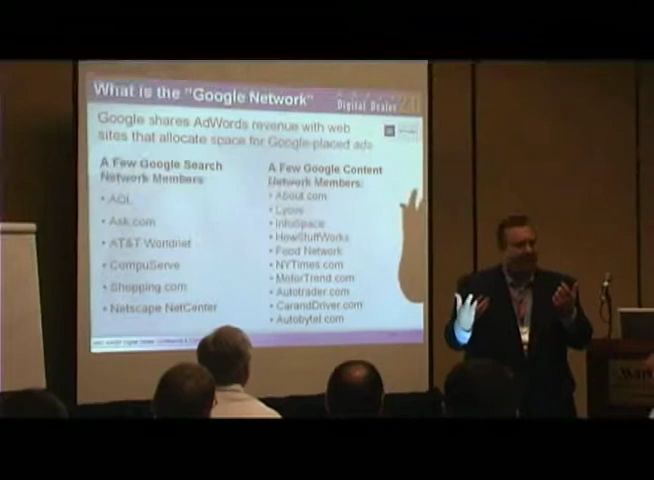 What is the "Google Network"
Digital Dealer
Google shares AdWords revenue with web
sites that allocate space for Google-placed ads
A Few Google Search
Network Members:
• AOL
• Ask.com
• AT&T Worldnet
• CompuServe
• Shopping.com
• Netscape NetCenter
A Few Google Content
Network Members:
• About.com
• Lycos
• InfoSpace
• HowStuffWorks
• Food Network
• NYTimes.com
• MotorTrend.com
• Autotrader.com
• CarandDriver.com
• Autobytel.com